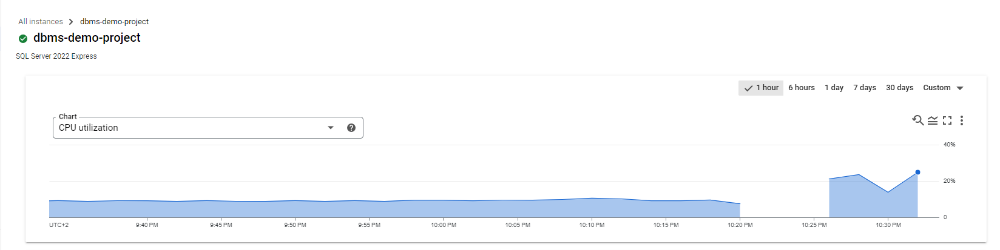 All instances > dbms-demo-project
dbms-demo-project
SQL Server 2022 Express
1 hour 6 hours 1 day 7 days 30 days Custom
Chart
CPU utilization
40%
20%
0
UTC+2 9:40 PM 9:45 PM 9:50 PM 9:55 PM 10:00 PM 10:05 PM 10:10 PM 10:15 PM 10:20 PM 10:25 PM 10:30 PM